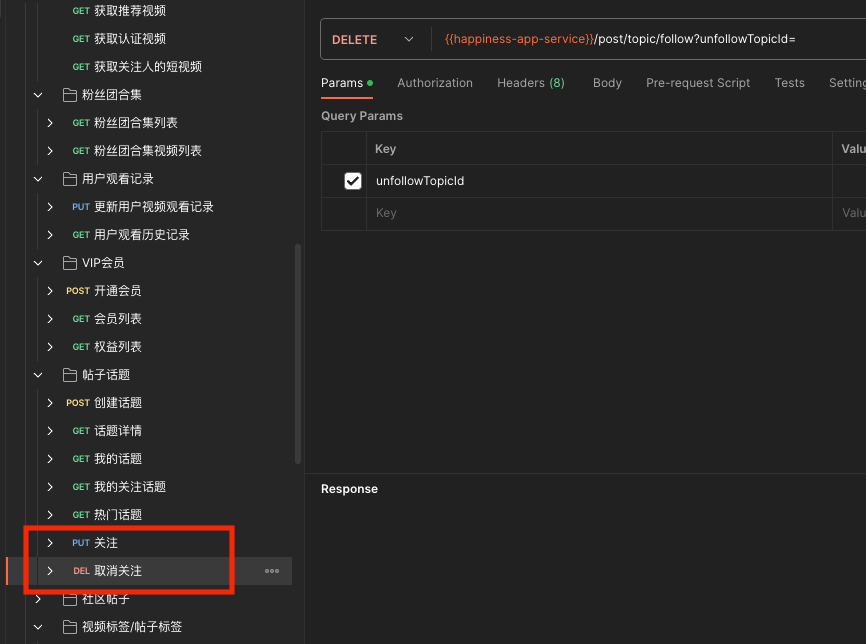 GET 获取推荐视频
GET 获取认证视频
GET 获取关注人的短视频
粉丝团合集
GET 粉丝团合集列表
GET 粉丝团合集视频列表
用户观看记录
PUT 更新用户视频观看记录
GET 用户观看历史记录
VIP会员
POST 开通会员
GET 会员列表
GET 权益列表
帖子话题
POST 创建话题
GET 话题详情
GET 我的话题
GET 我的关注话题
GET 热门话题
PUT 关注
DEL 取消关注
社区帖子
视频标签/帖子标签
DELETE {{happiness-app-service}}/post/topic/follow?unfollowTopicId=
Params Authorization Headers (8) Body Pre-request Script Tests Setting
Query Params
Key Valu
unfollowTopicId
Key Valu
Response